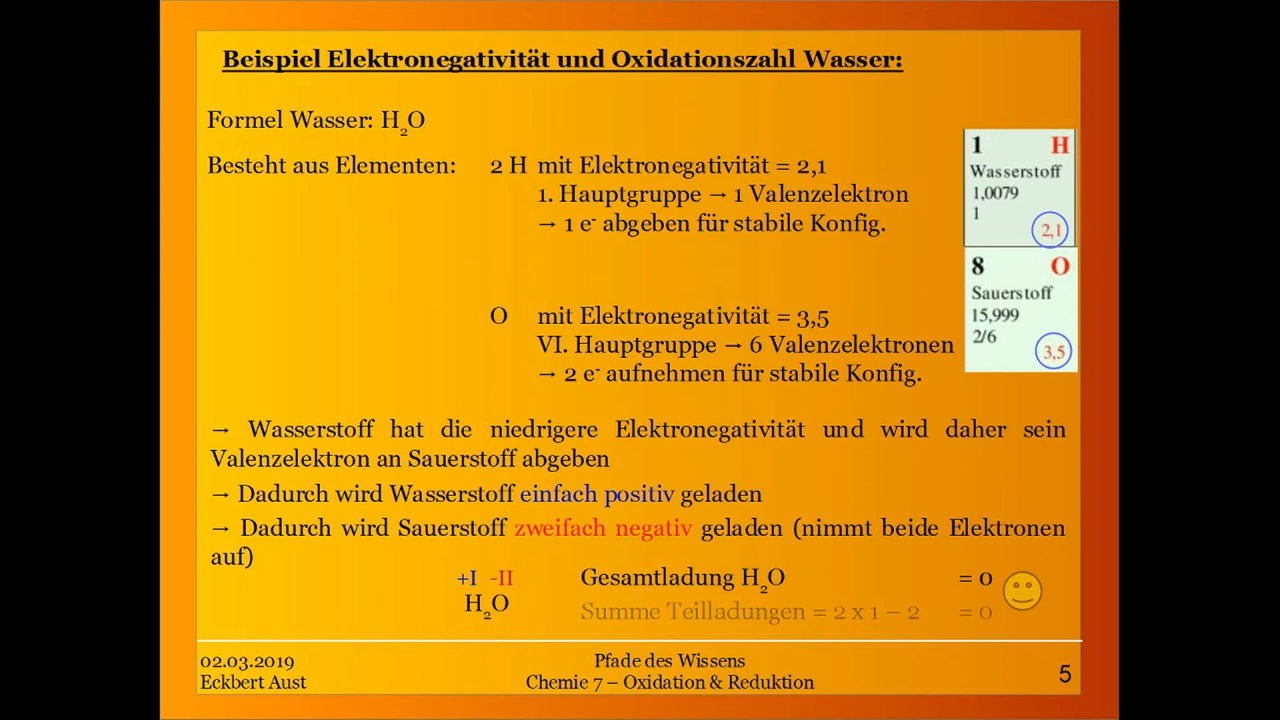 Beispiel Elektronegativität und Oxidationszahl Wasser:
Formel Wasser: H₂O
Besteht aus Elementen: 2 H mit Elektronegativität = 2,1
1. Hauptgruppe → 1 Valenzelektron
→ 1 e⁻ abgeben für stabile Konfig.
1 H
Wasserstoff
1,0079
1
2,1
O mit Elektronegativität = 3,5
VI. Hauptgruppe → 6 Valenzelektronen
→ 2 e⁻ aufnehmen für stabile Konfig.
8 O
Sauerstoff
15,999
2/6
3,5
→ Wasserstoff hat die niedrigere Elektronegativität und wird daher sein
Valenzelektron an Sauerstoff abgeben
→ Dadurch wird Wasserstoff einfach positiv geladen
→ Dadurch wird Sauerstoff zweifach negativ geladen (nimmt beide Elektronen
auf)
+I -II
H₂O
Gesamtladung H₂O = 0
Summe Teilladungen = 2 x 1 – 2 = 0
02.03.2019
Eckbert Aust
Pfade des Wissens
Chemie 7 – Oxidation & Reduktion
5